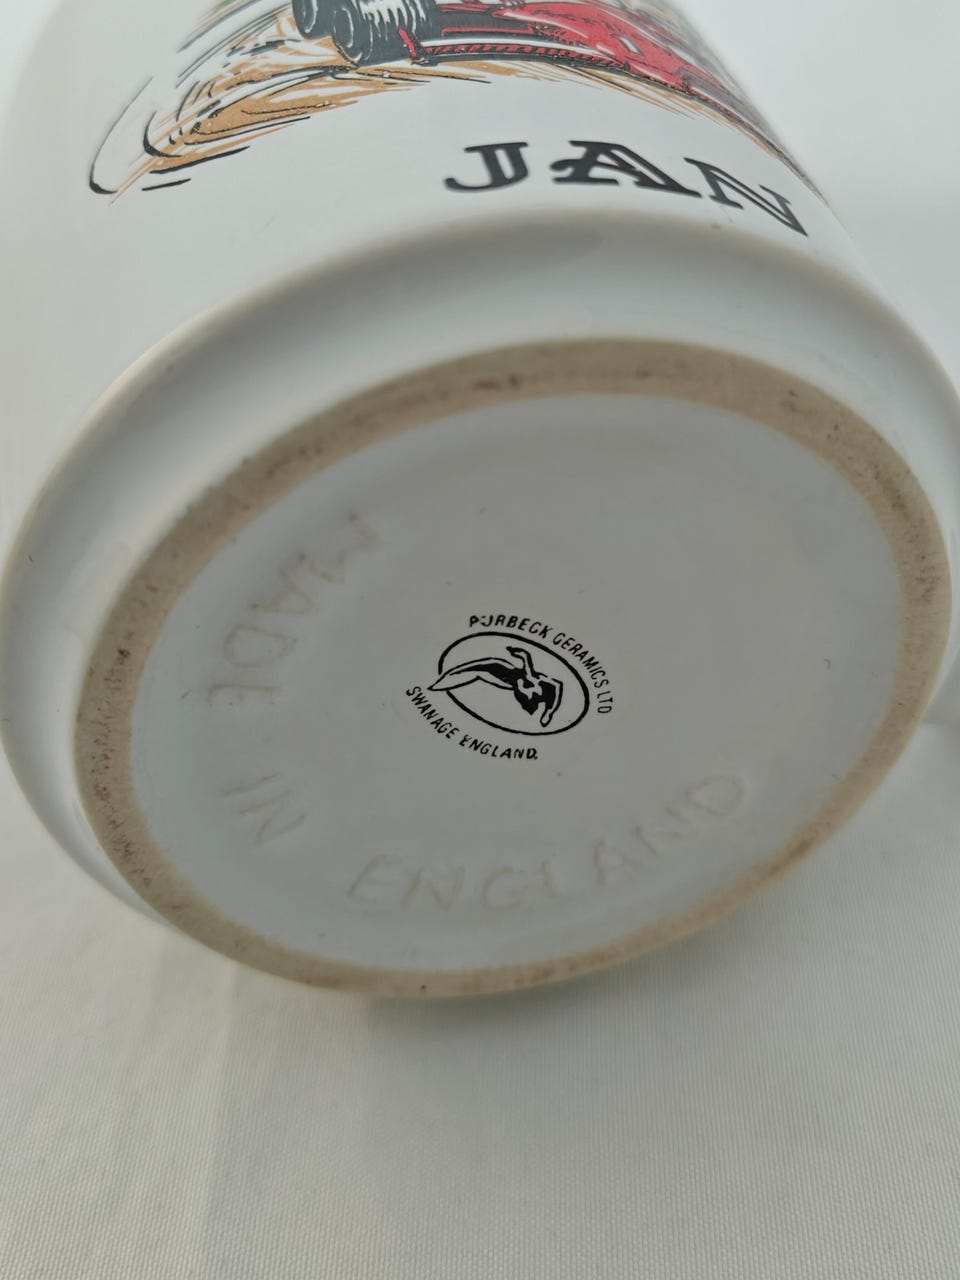 JAN
PURBECK CERAMICS LTD
SWANAGE ENGLAND.
MADE IN ENGLAND